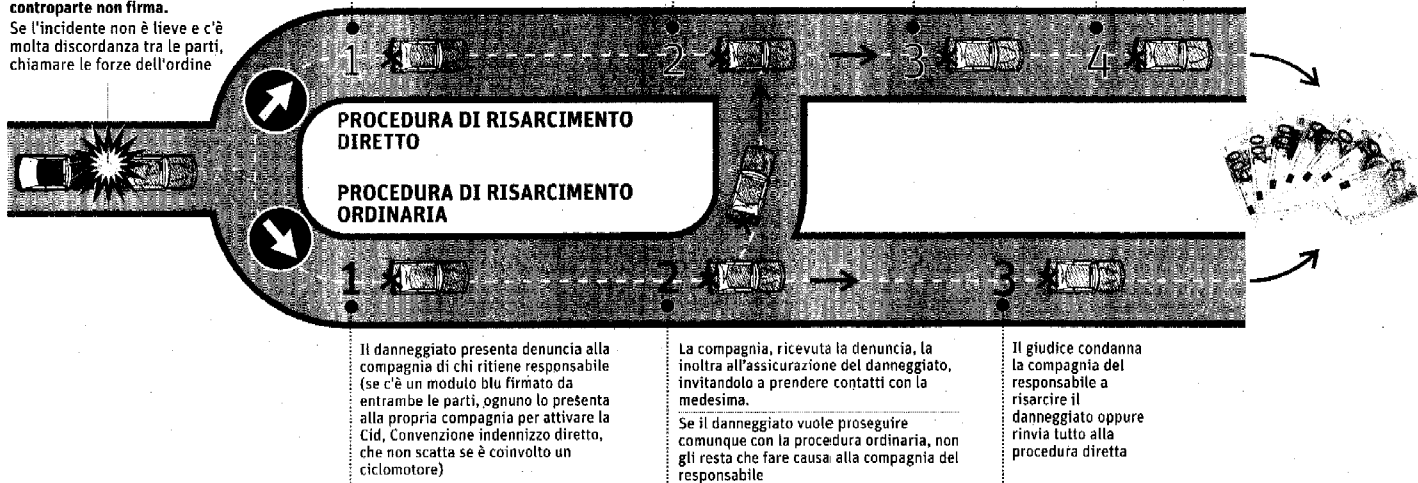 controparte non firma.
Se l'incidente non è lieve e c'è
molta discordanza tra le parti,
chiamare le forze dell'ordine
1
2
3
4
PROCEDURA DI RISARCIMENTO
DIRETTO
PROCEDURA DI RISARCIMENTO
ORDINARIA
1
2
3
Il danneggiato presenta denuncia alla
compagnia di chi ritiene responsabile
(se c'è un modulo blu firmato da
entrambe le parti, ognuno lo presenta
alla propria compagnia per attivare la
Cid, Convenzione indennizzo diretto,
che non scatta se è coinvolto un
ciclomotore)
La compagnia, ricevuta la denuncia, la
inoltra all'assicurazione del danneggiato,
invitandolo a prendere contatti con la
medesima.
Se il danneggiato vuole proseguire
comunque con la procedura ordinaria, non
gli resta che fare causa alla compagnia del
responsabile
Il giudice condanna
la compagnia del
responsabile a
risarcire il
danneggiato oppure
rinvia tutto alla
procedura diretta